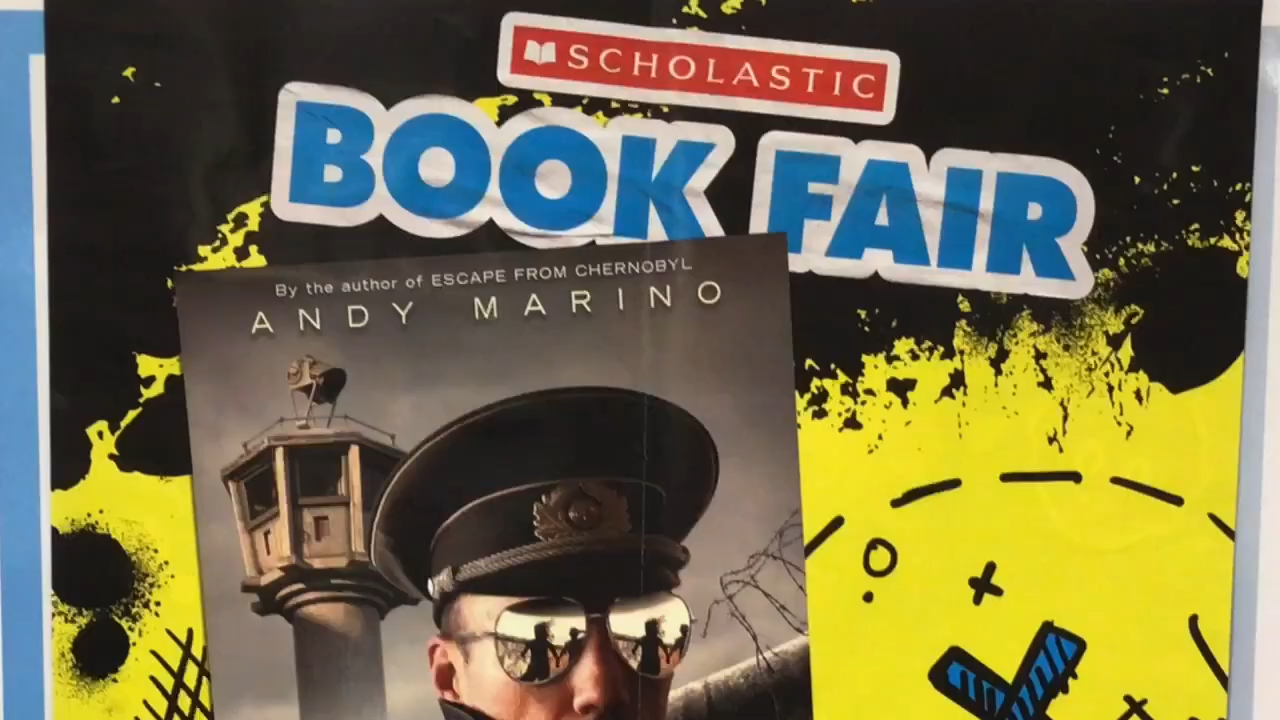 SCHOLASTIC
BOOK FAIR
By the author of ESCAPE FROM CHERNOBYL
ANDY MARINO